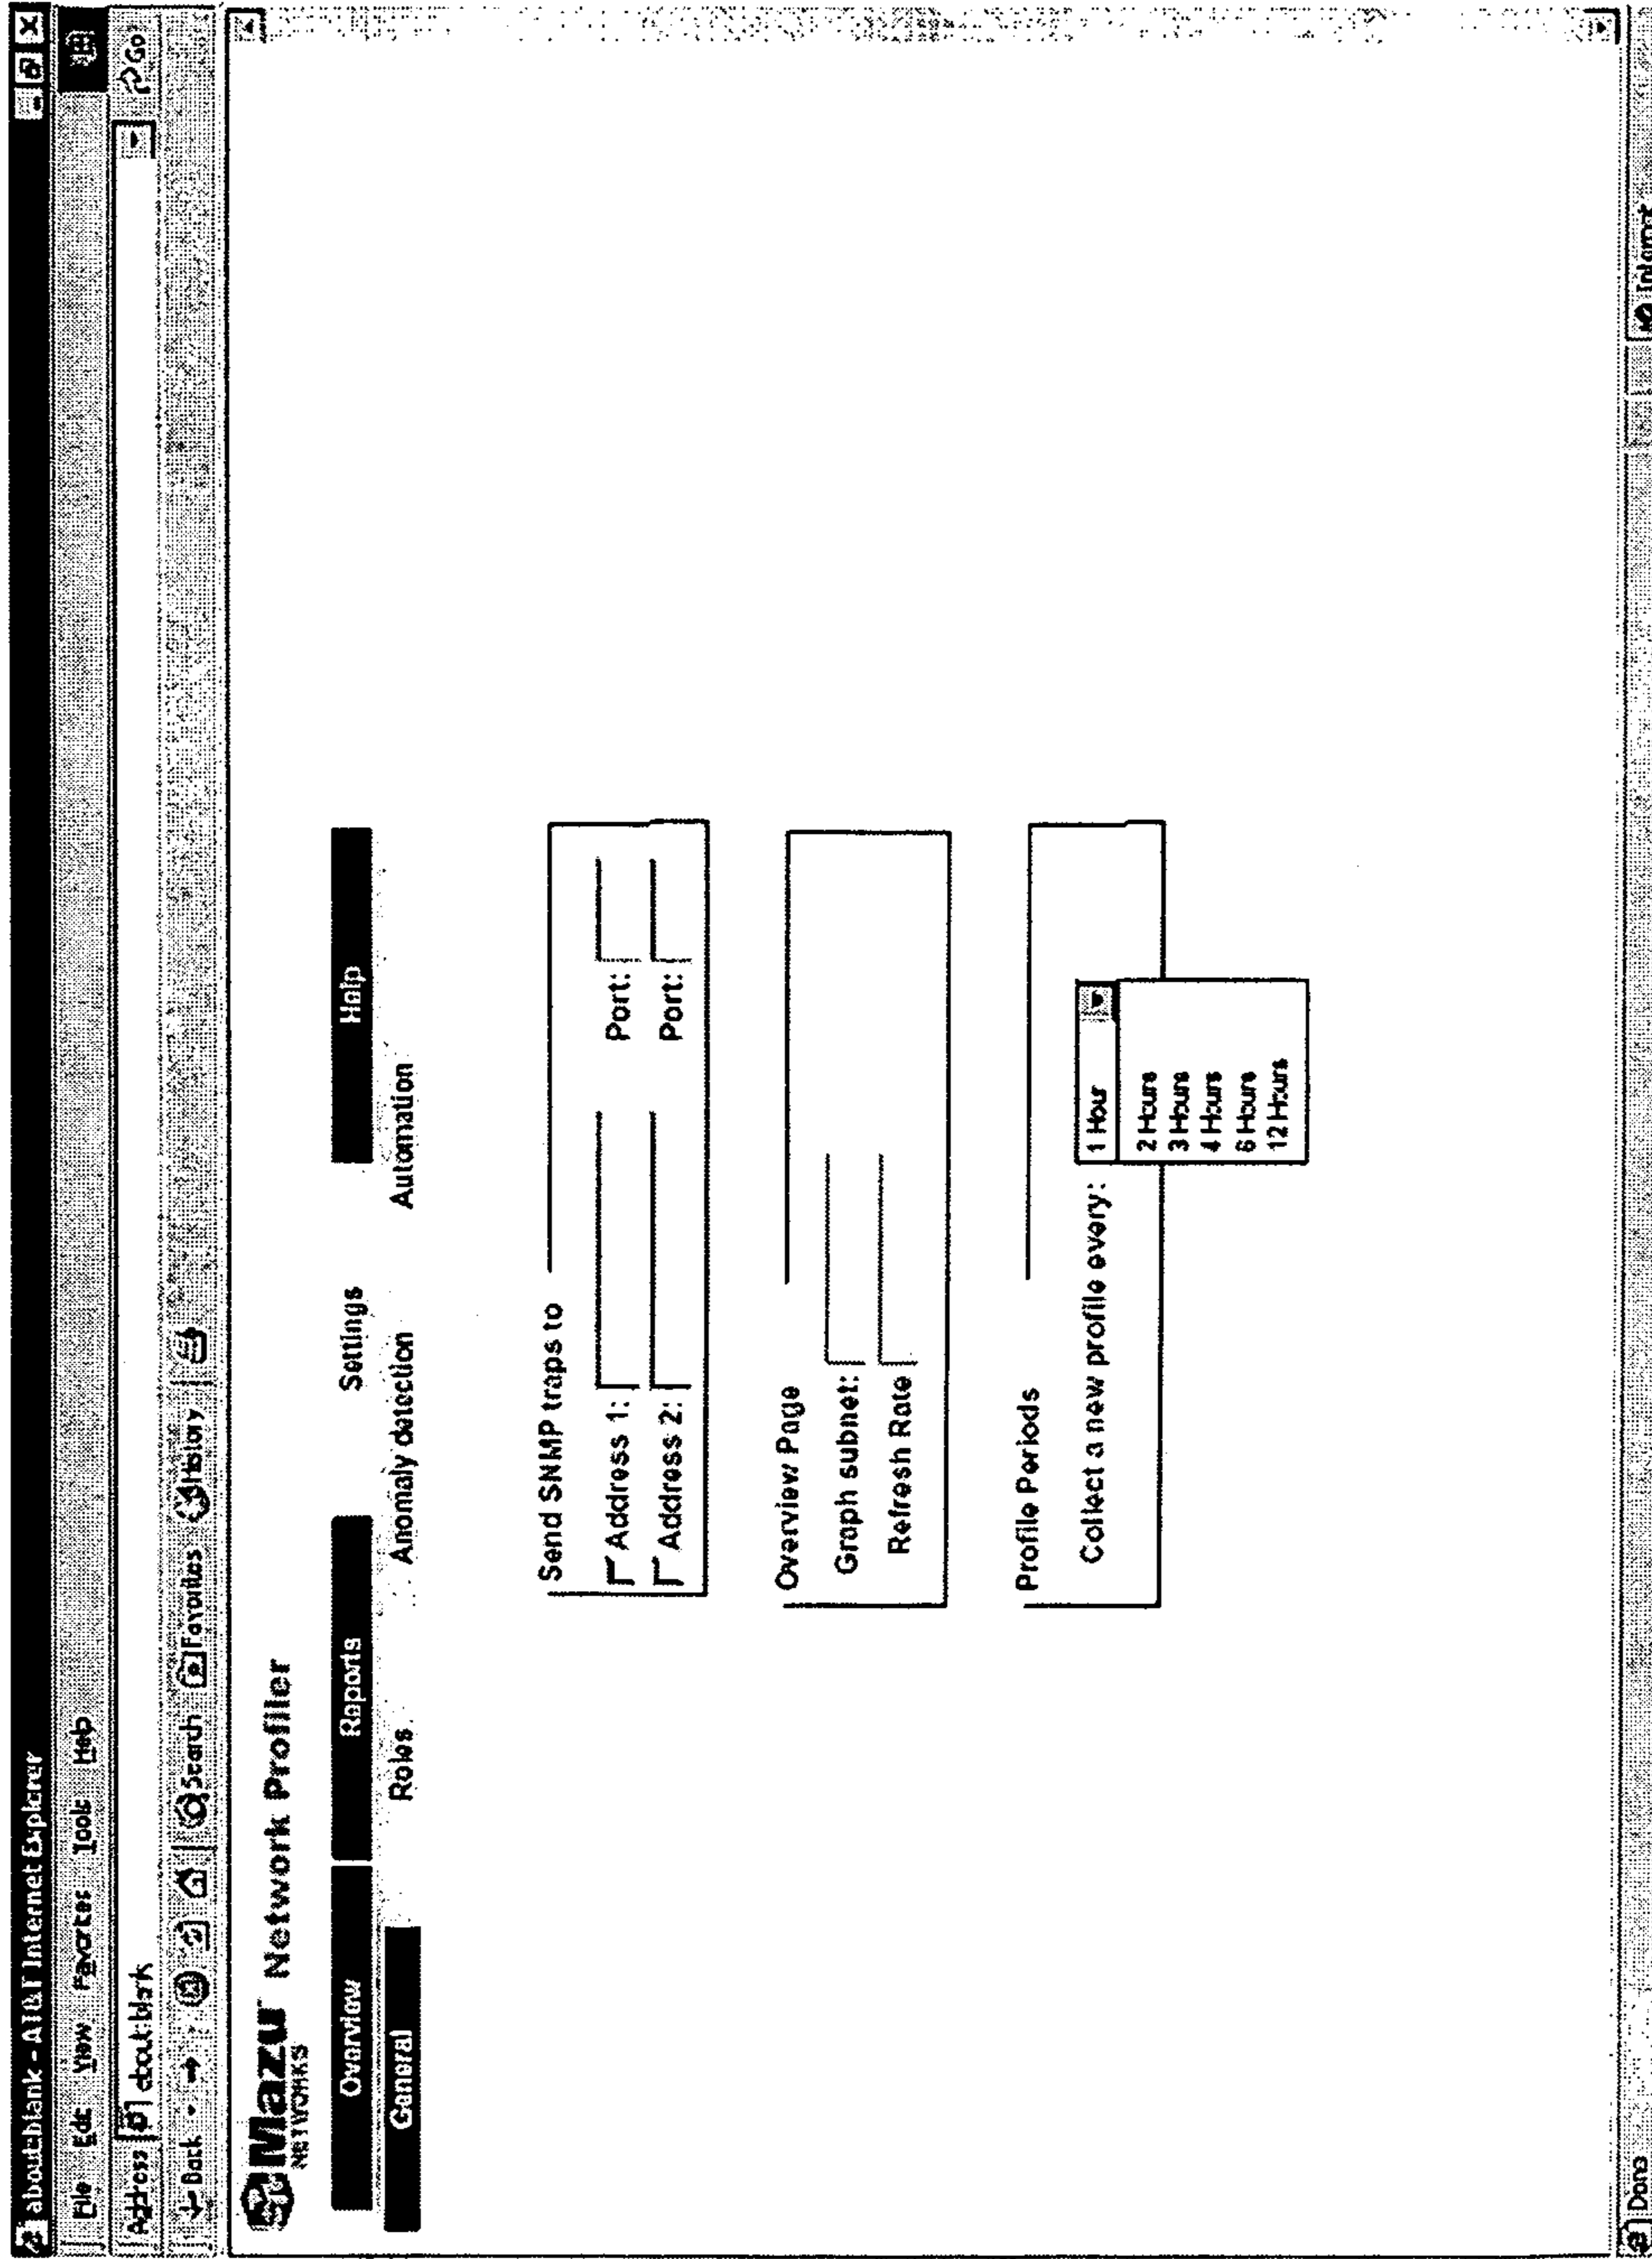 about:blank - AT&T Internet Explorer
File Edit View Favorites Tools Help
Address about:blank Go
Back Search Favorites History
Mazu Network Profiler
NETWORKS
Overview Reports Settings Help
General Roles Anomaly detection Automation
Send SNMP traps to
Address 1: Port:
Address 2: Port:
Overview Page
Graph subnet:
Refresh Rate
Profile Periods
Collect a new profile every: 1 Hour
2 Hours
3 Hours
4 Hours
6 Hours
12 Hours
Done Internet